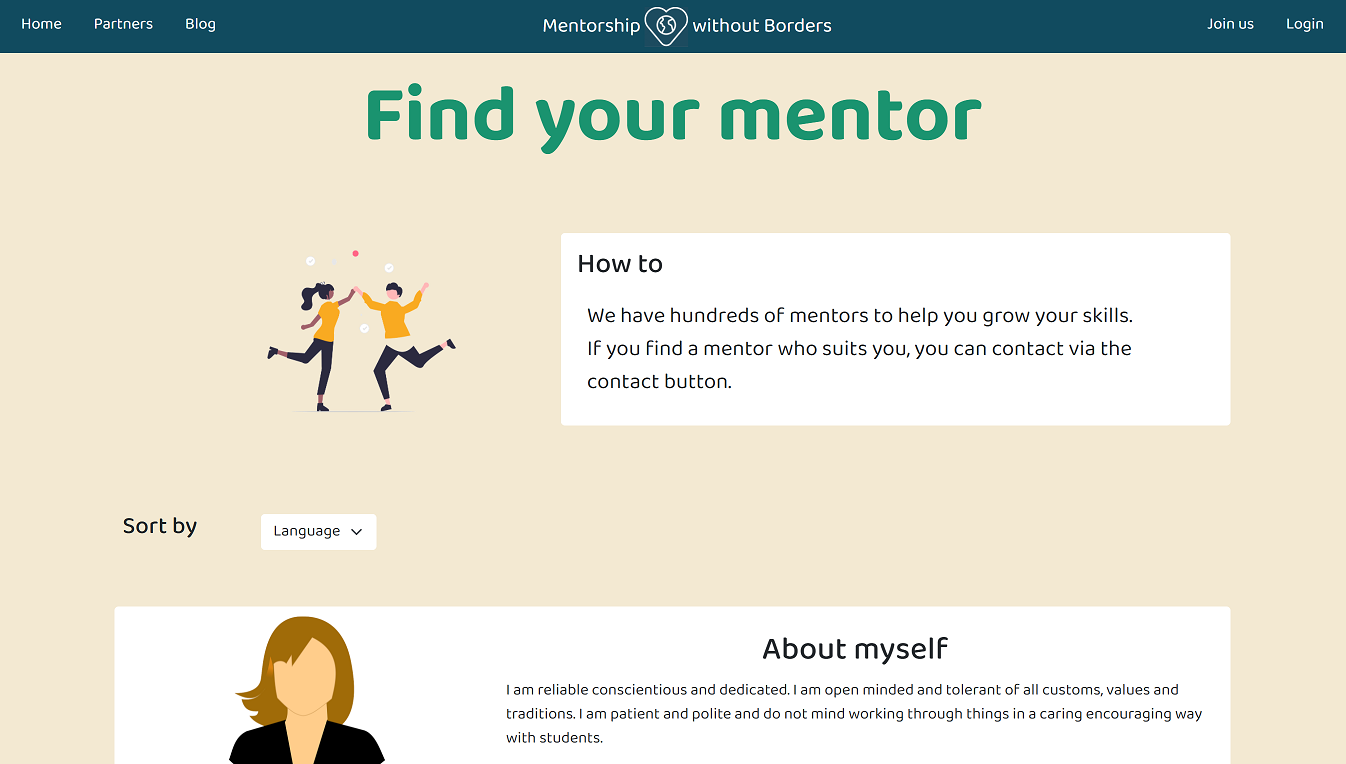 Home Partners Blog Mentorship without Borders Join us Login
Find your mentor
How to
We have hundreds of mentors to help you grow your skills.
If you find a mentor who suits you, you can contact via the
contact button.
Sort by Language
About myself
I am reliable conscientious and dedicated. I am open minded and tolerant of all customs, values and
traditions. I am patient and polite and do not mind working through things in a caring encouraging way
with students.